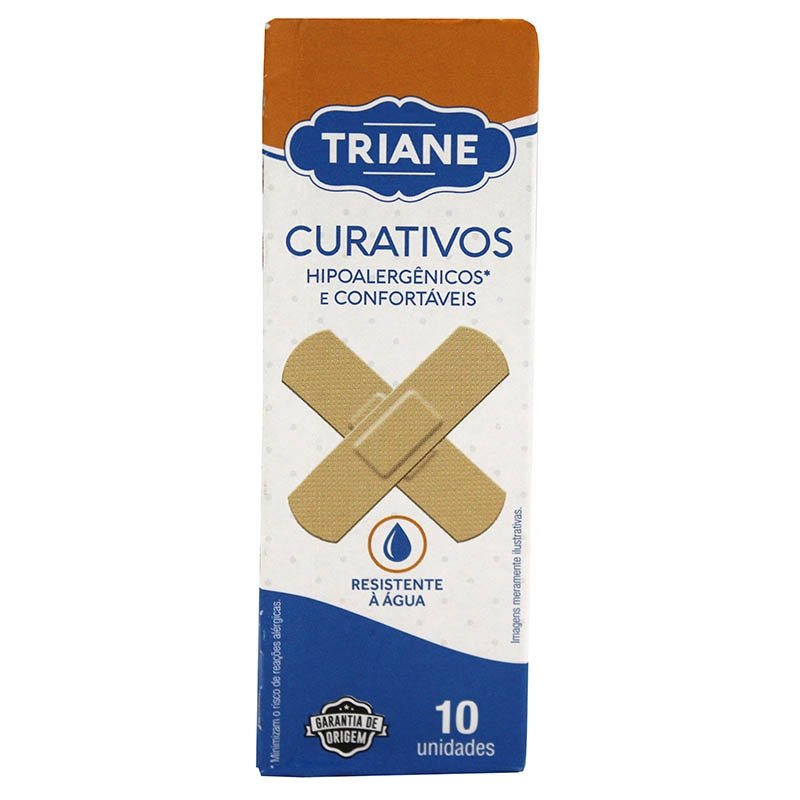 TRIANE
CURATIVOS
HIPOALERGÊNICOS*
E CONFORTÁVEIS
RESISTENTE
À ÁGUA
Imagens meramente ilustrativas.
* Minimizam o risco de reações alérgicas.
GARANTIA DE
ORIGEM
10
unidades